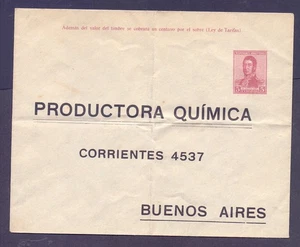 Además del valor del timbre se cobrará un centavo por el sobre (Ley de Tarifas)
5
PRODUCTORA QUÍMICA
CORRIENTES 4537
BUENOS AIRES